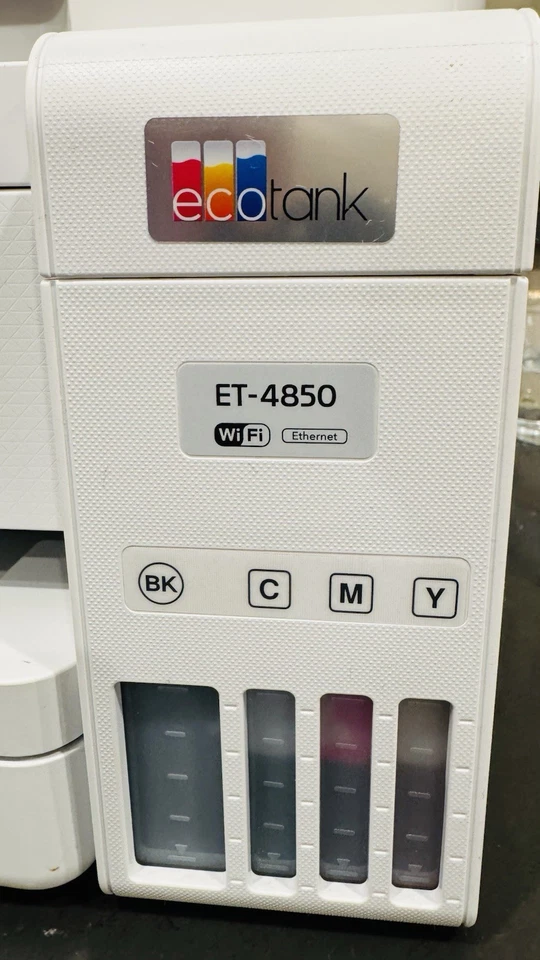 ecotank
ET-4850
WiFi Ethernet
BK C M Y